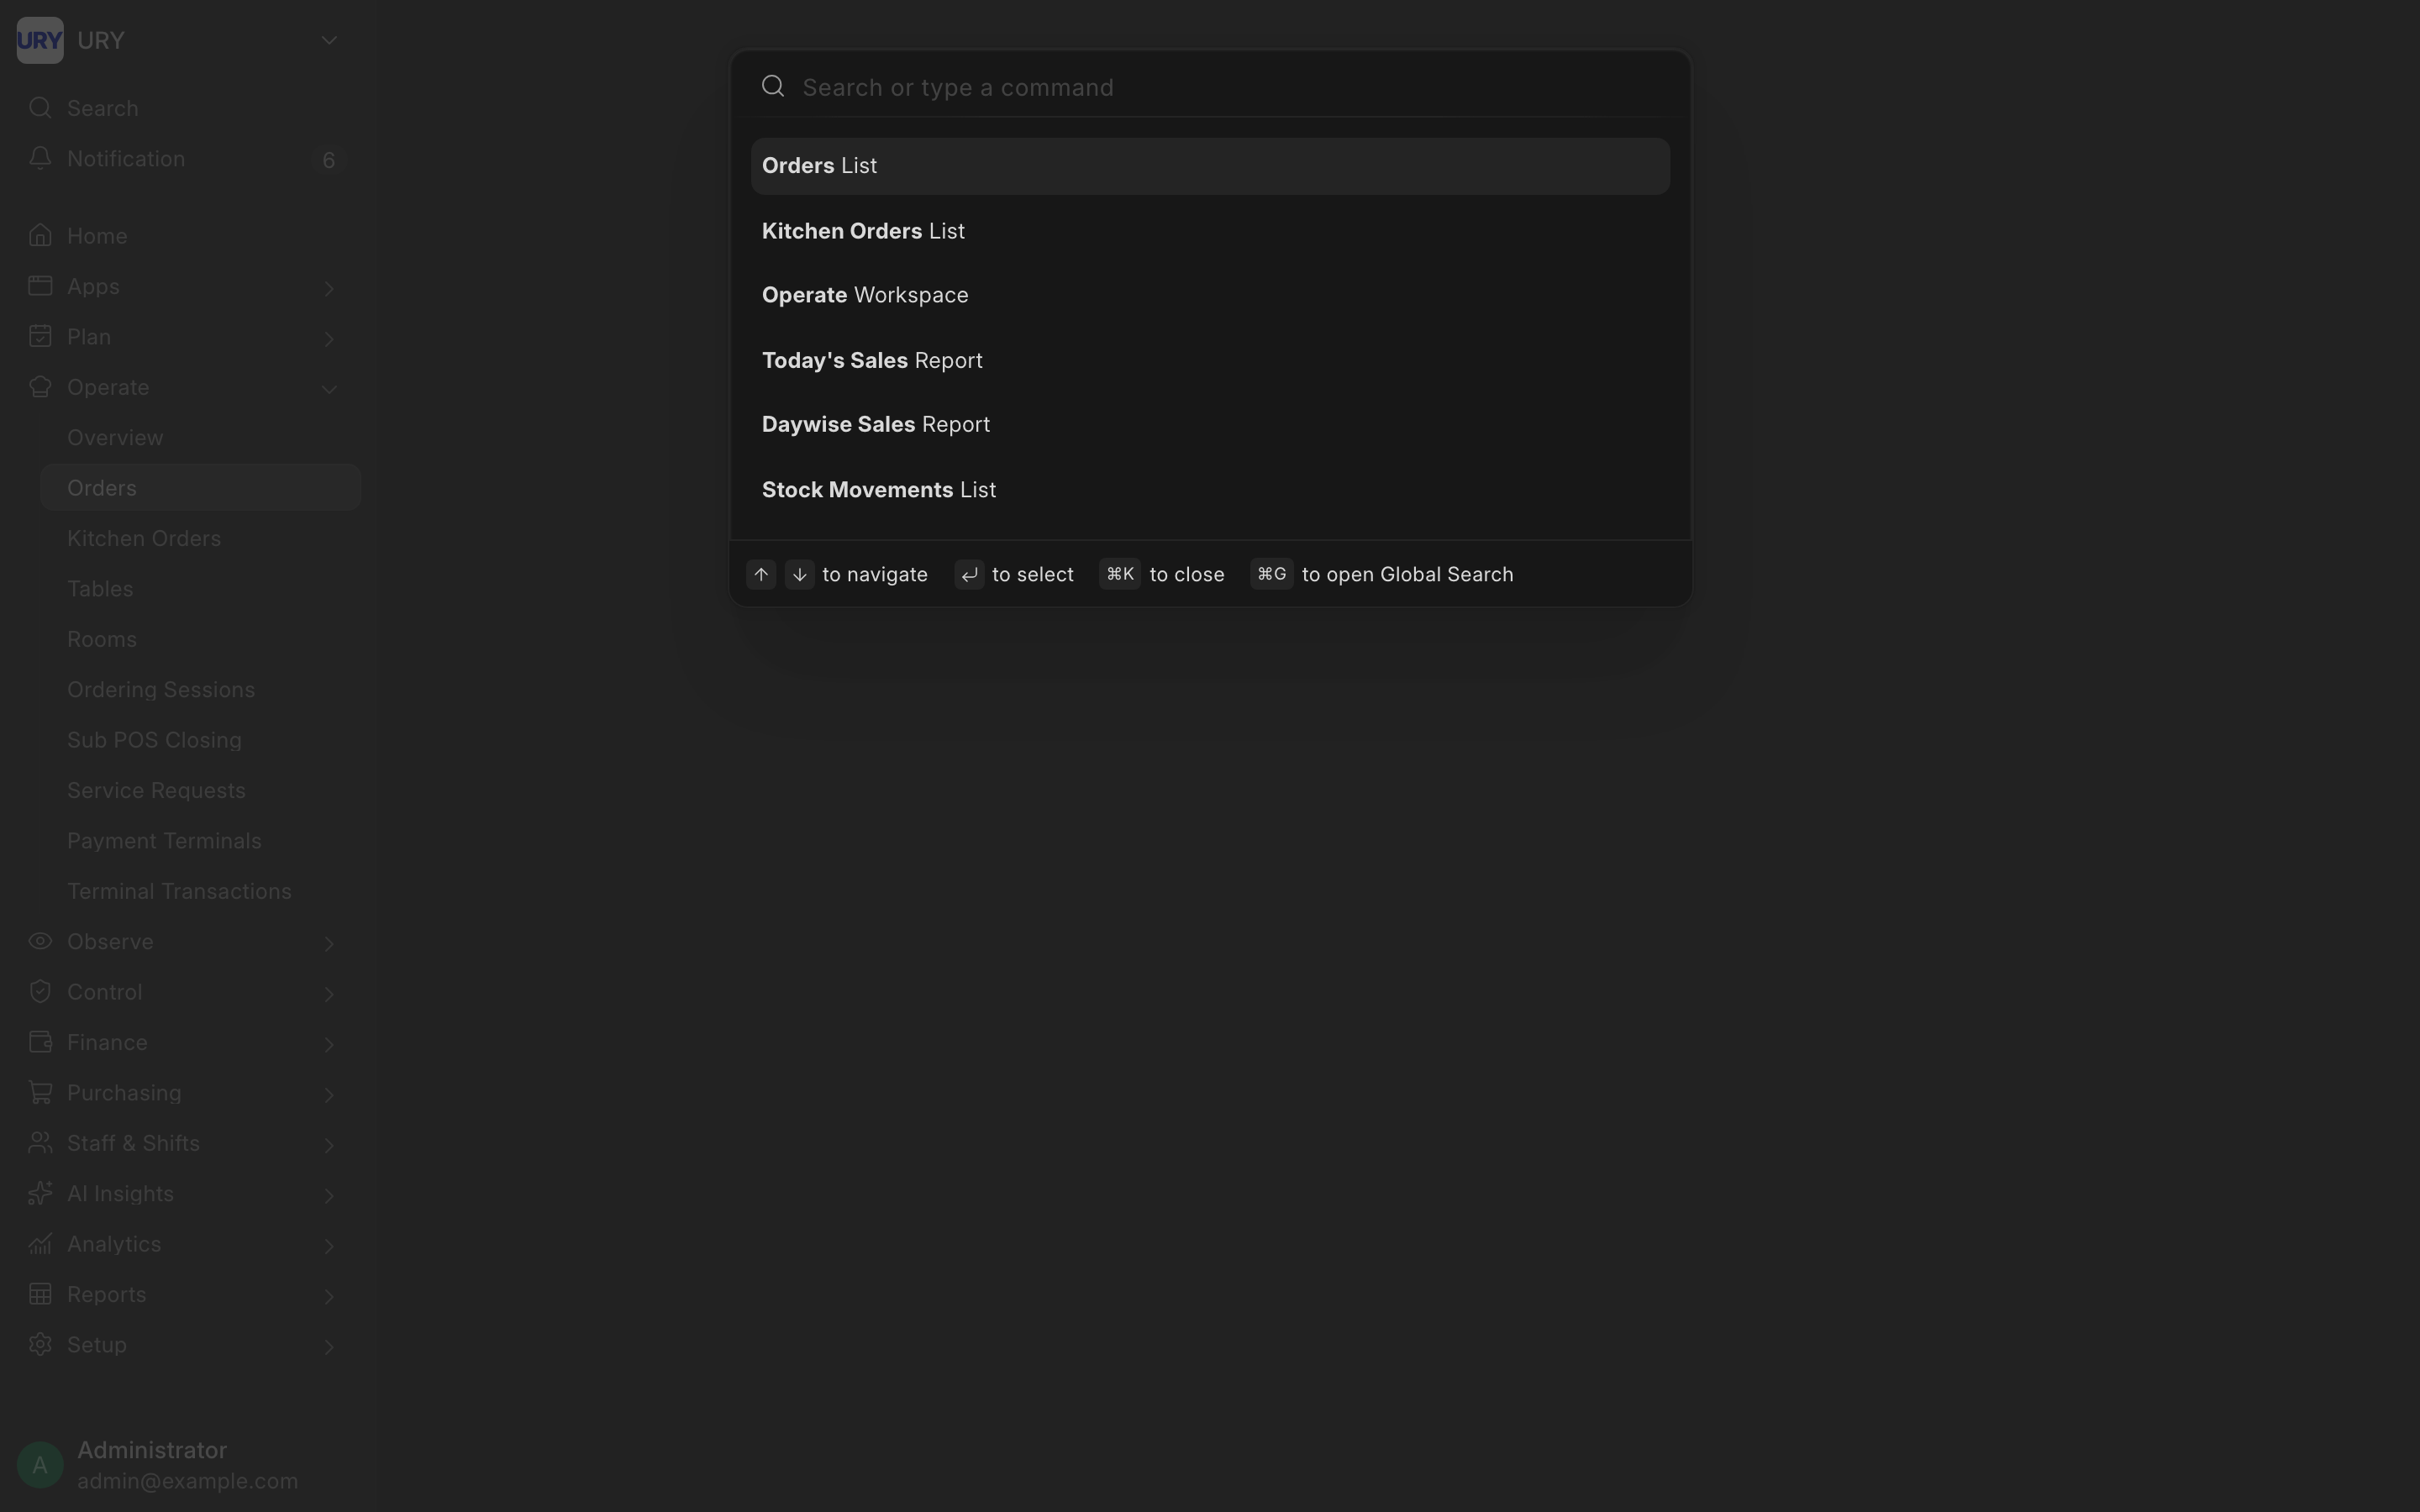 URY URY
Search
Notification 6
Home
Apps
Plan
Operate
Overview
Orders
Kitchen Orders
Tables
Rooms
Ordering Sessions
Sub POS Closing
Service Requests
Payment Terminals
Terminal Transactions
Observe
Control
Finance
Purchasing
Staff & Shifts
AI Insights
Analytics
Reports
Setup
A Administrator
admin@example.com
Search or type a command
Orders List
Kitchen Orders List
Operate Workspace
Today's Sales Report
Daywise Sales Report
Stock Movements List
↑ ↓ to navigate ↵ to select ⌘K to close ⌘G to open Global Search